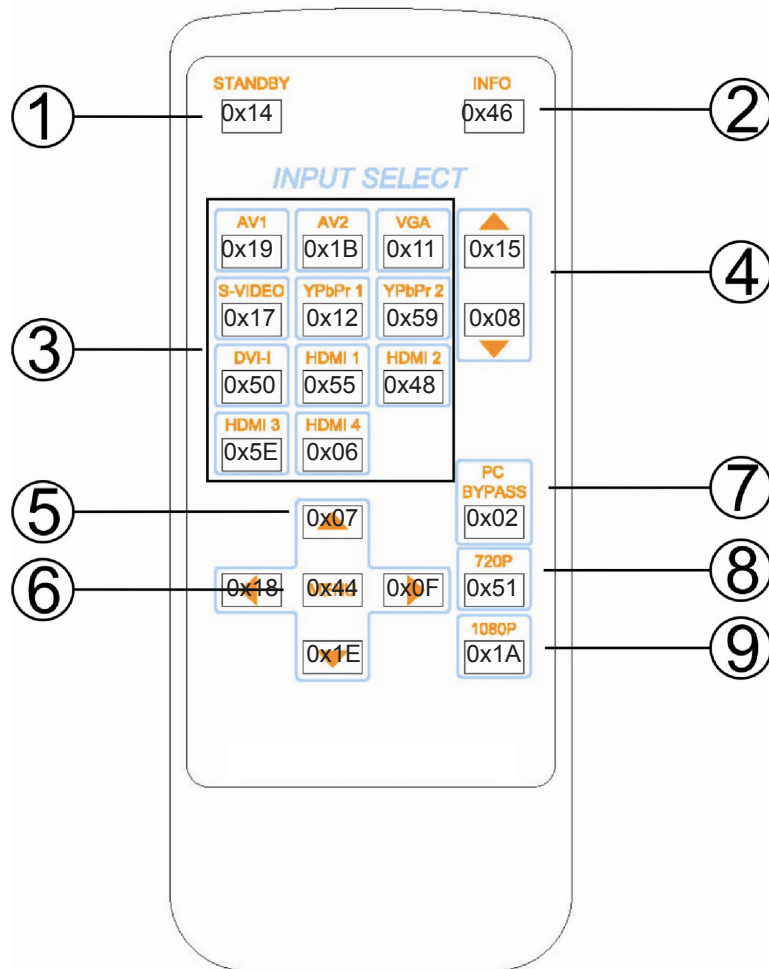 STANDBY INFO
① 0x14 0x46 ②
INPUT SELECT
AV1 AV2 VGA
0x19 0x1B 0x11 0x15
④
S-VIDEO YPbPr 1 YPbPr 2
0x17 0x12 0x59 0x08
③
DVI-I HDMI 1 HDMI 2
0x50 0x55 0x48
HDMI 3 HDMI 4
0x5E 0x06
PC
BYPASS
⑦
⑤ 0x07 0x02
720P
⑥ 0x18 0x44 0x0F 0x51 ⑧
1080P
0x1E 0x1A ⑨